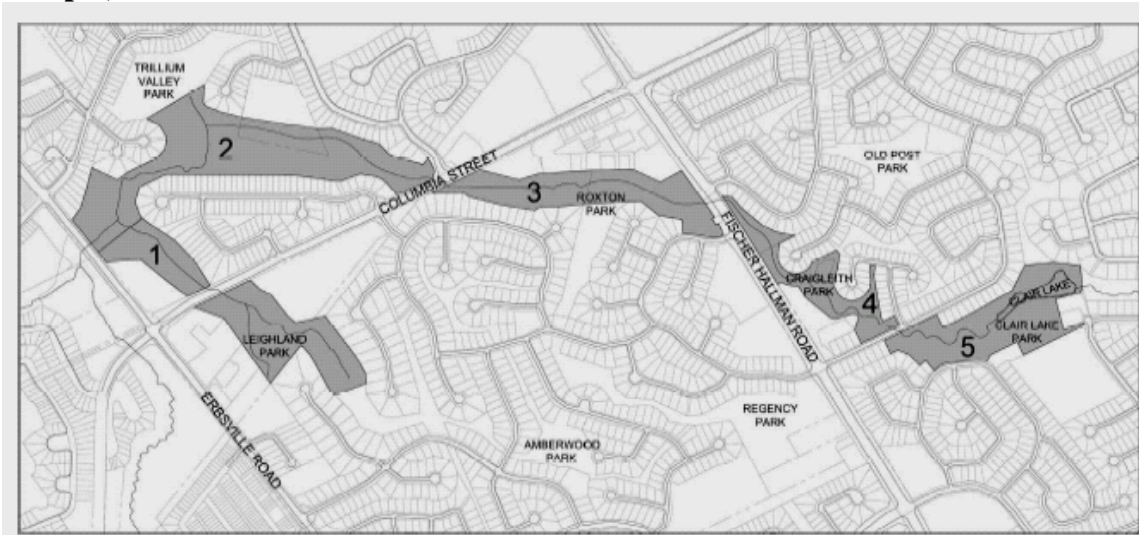 TRILLIUM
VALLEY
PARK
2
COLUMBIA STREET
3
ROXTON
PARK
OLD POST
PARK
1
FISCHER HALLMAN ROAD
CRAIGLEITH
PARK
4
CLAIR LAKE
CLAIR LAKE
PARK
5
LEIGHLAND
PARK
ERBSVILLE ROAD
REGENCY
PARK
AMBERWOOD
PARK